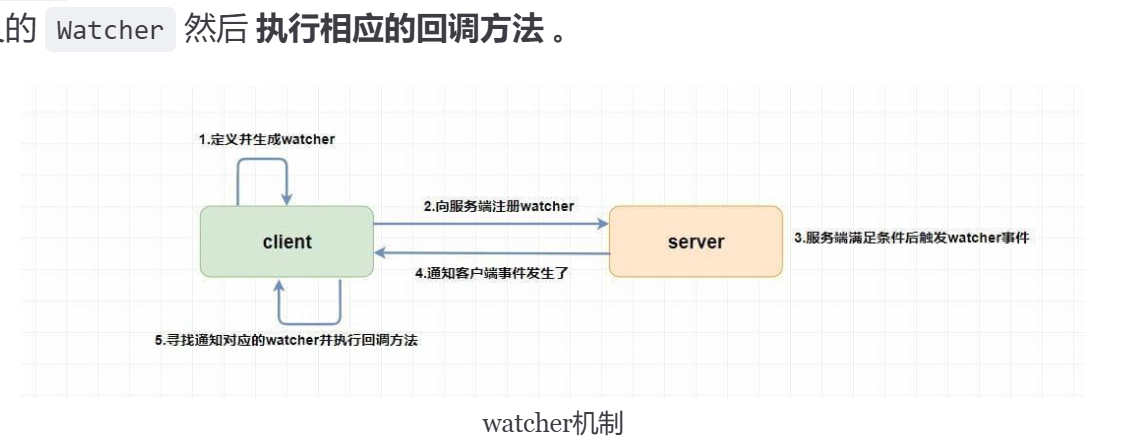 的 Watcher 然后 执行相应的回调方法 。
1.定义并生成watcher
2.向服务端注册watcher
client
server
3.服务端满足条件后触发watcher事件
4.通知客户端事件发生了
5.寻找通知对应的watcher并执行回调方法
watcher机制